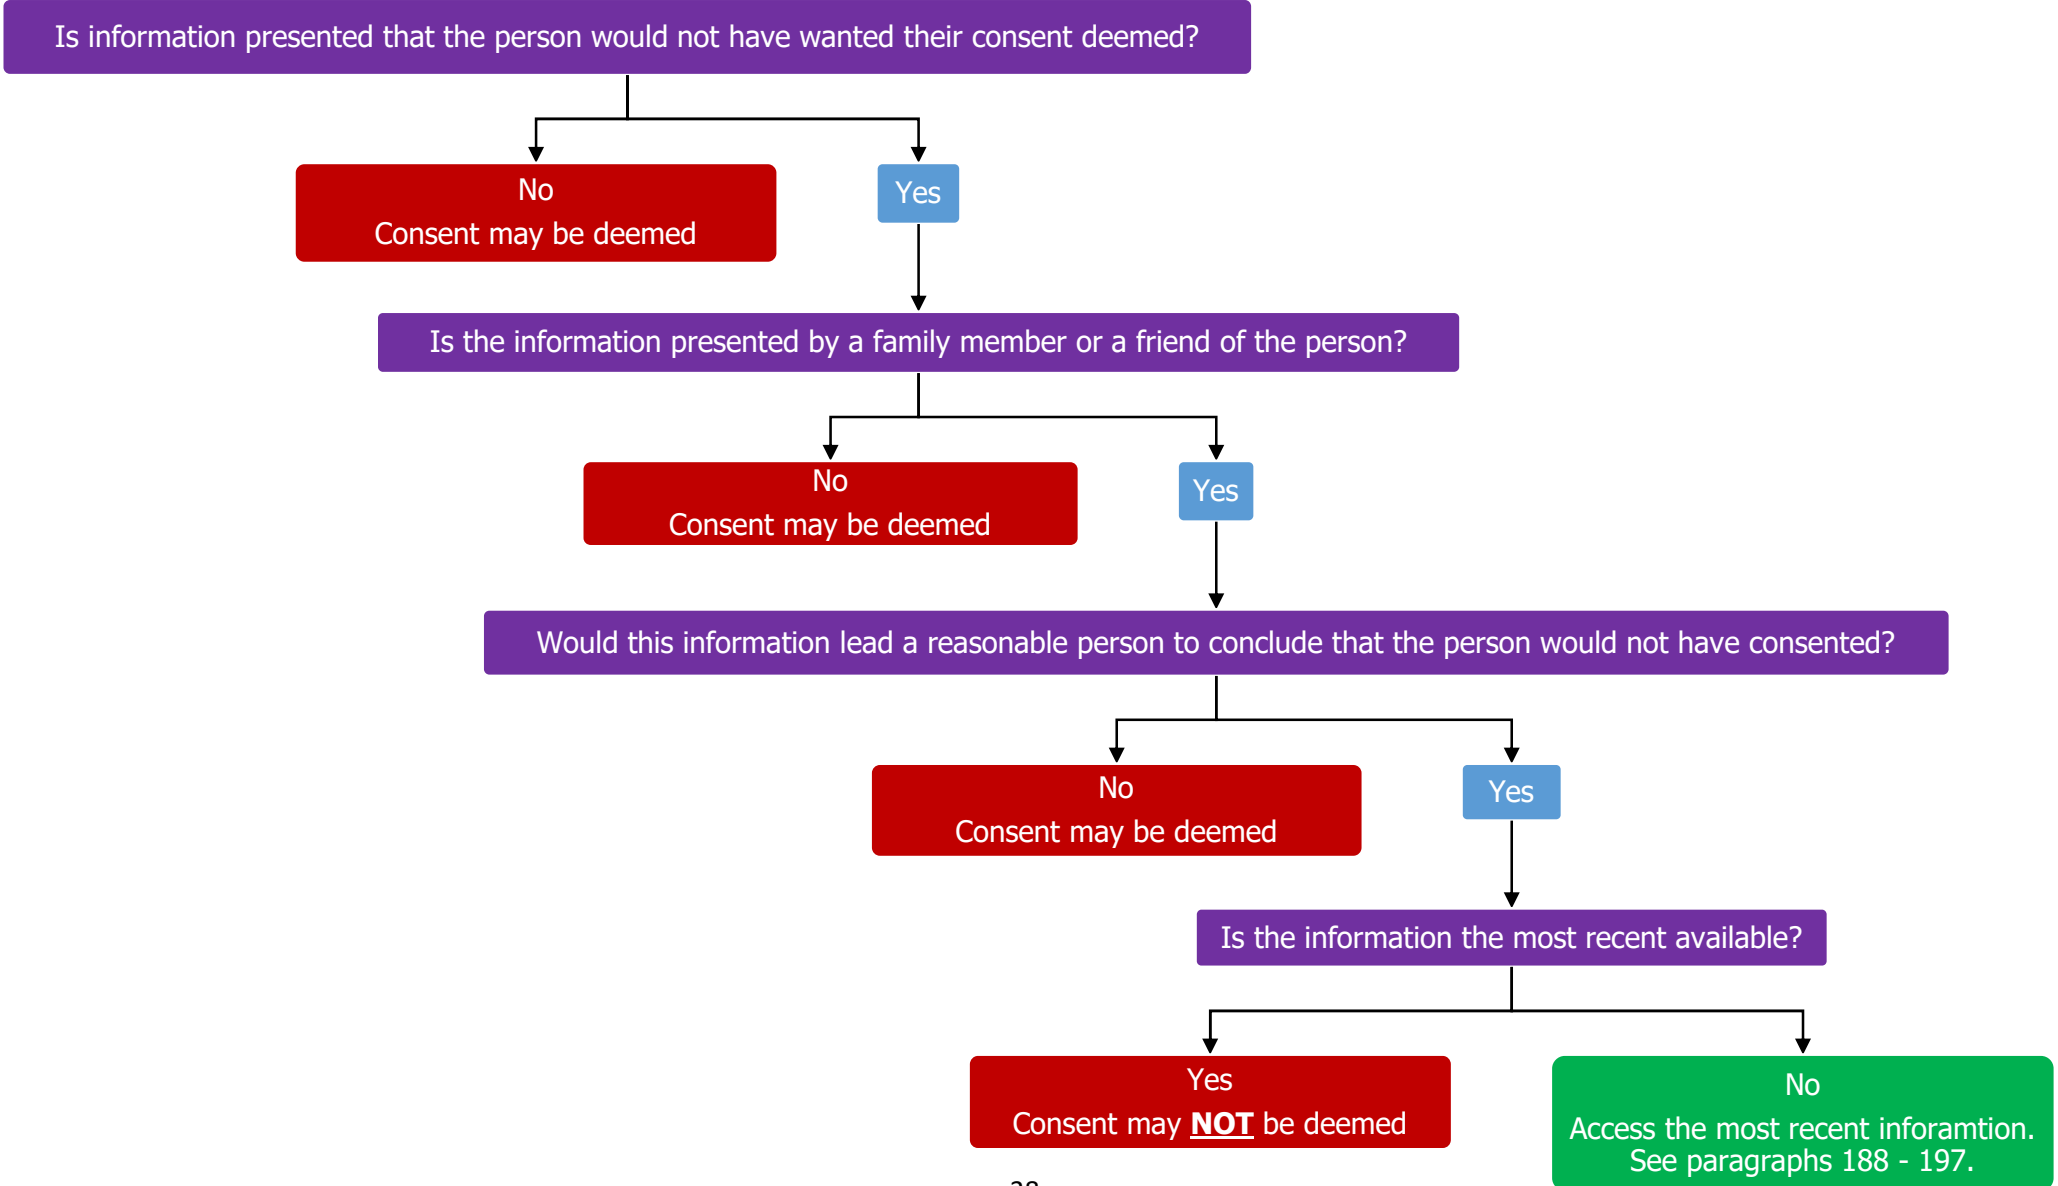 Is information presented that the person would not have wanted their consent deemed?
No
Consent may be deemed
Yes
Is the information presented by a family member or a friend of the person?
No
Consent may be deemed
Yes
Would this information lead a reasonable person to conclude that the person would not have consented?
No
Consent may be deemed
Yes
Is the information the most recent available?
Yes
Consent may NOT be deemed
No
Access the most recent inforamtion.
See paragraphs 188 - 197.